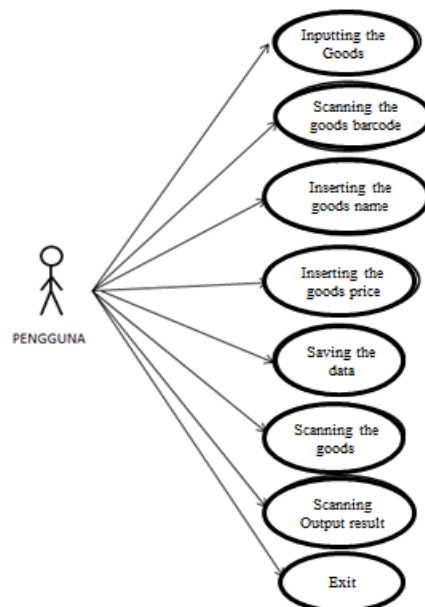 Inputting the
Goods
Scanning the
goods barcode
Inserting the
goods name
Inserting the
goods price
PENGGUNA
Saving the
data
Scanning the
goods
Scanning
Output result
Exit